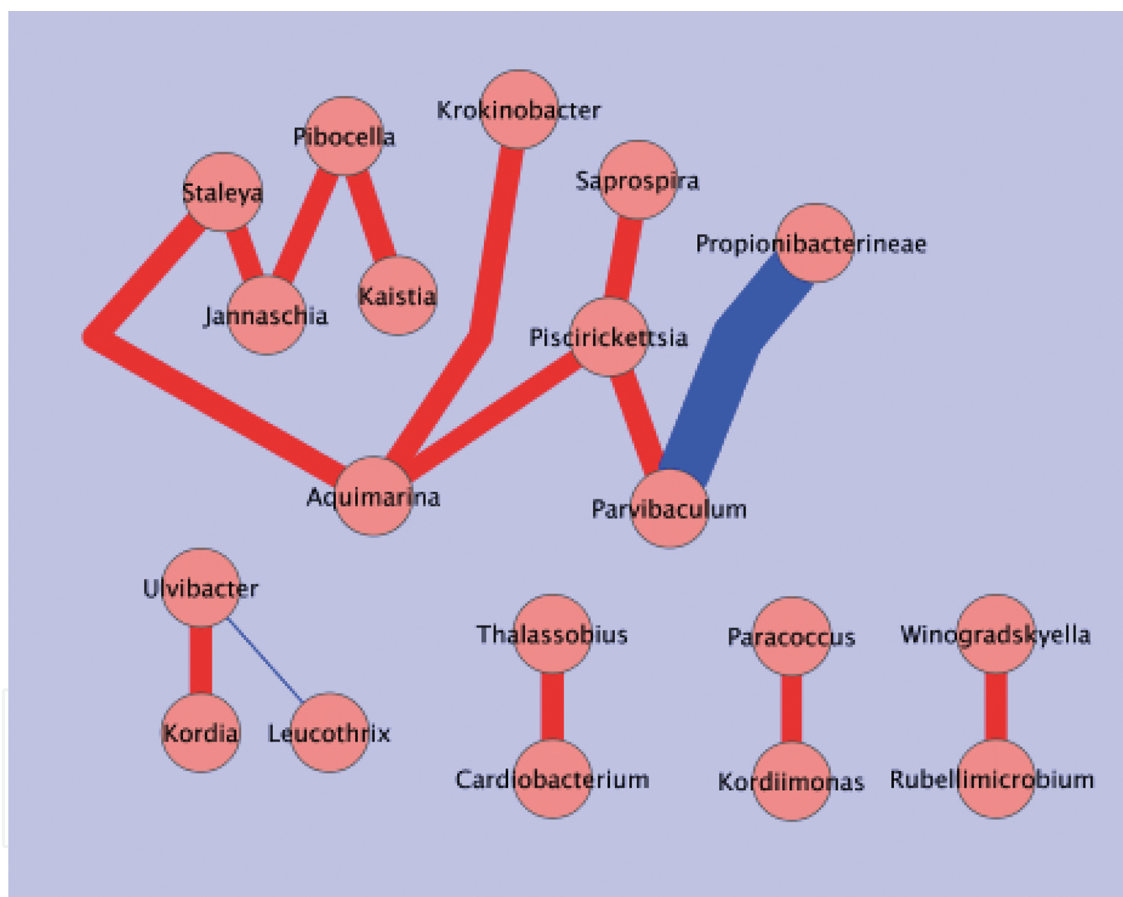 Krokinobacter
Pibocella
Saprospira
Staleya
Propionibacterineae
Kaistia
Jannaschia
Piscirickettsia
Aquimarina
Parvibaculum
Ulvibacter
Thalassobius
Paracoccus
Winogradskyella
Kordia
Leucothrix
Cardiobacterium
Kordiimonas
Rubellimicrobium